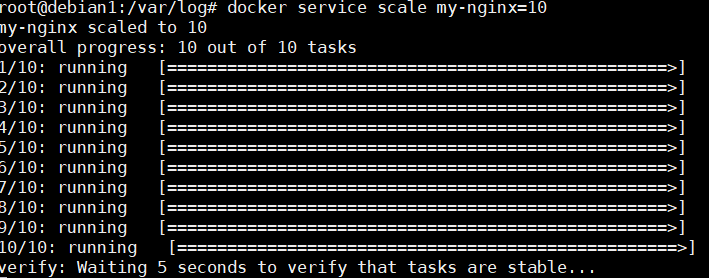 root@debian1:/var/log# docker service scale my-nginx=10
my-nginx scaled to 10
overall progress: 10 out of 10 tasks
1/10: running   [==================================================>]
2/10: running   [==================================================>]
3/10: running   [==================================================>]
4/10: running   [==================================================>]
5/10: running   [==================================================>]
6/10: running   [==================================================>]
7/10: running   [==================================================>]
8/10: running   [==================================================>]
9/10: running   [==================================================>]
10/10: running   [==================================================>]
verify: Waiting 5 seconds to verify that tasks are stable...